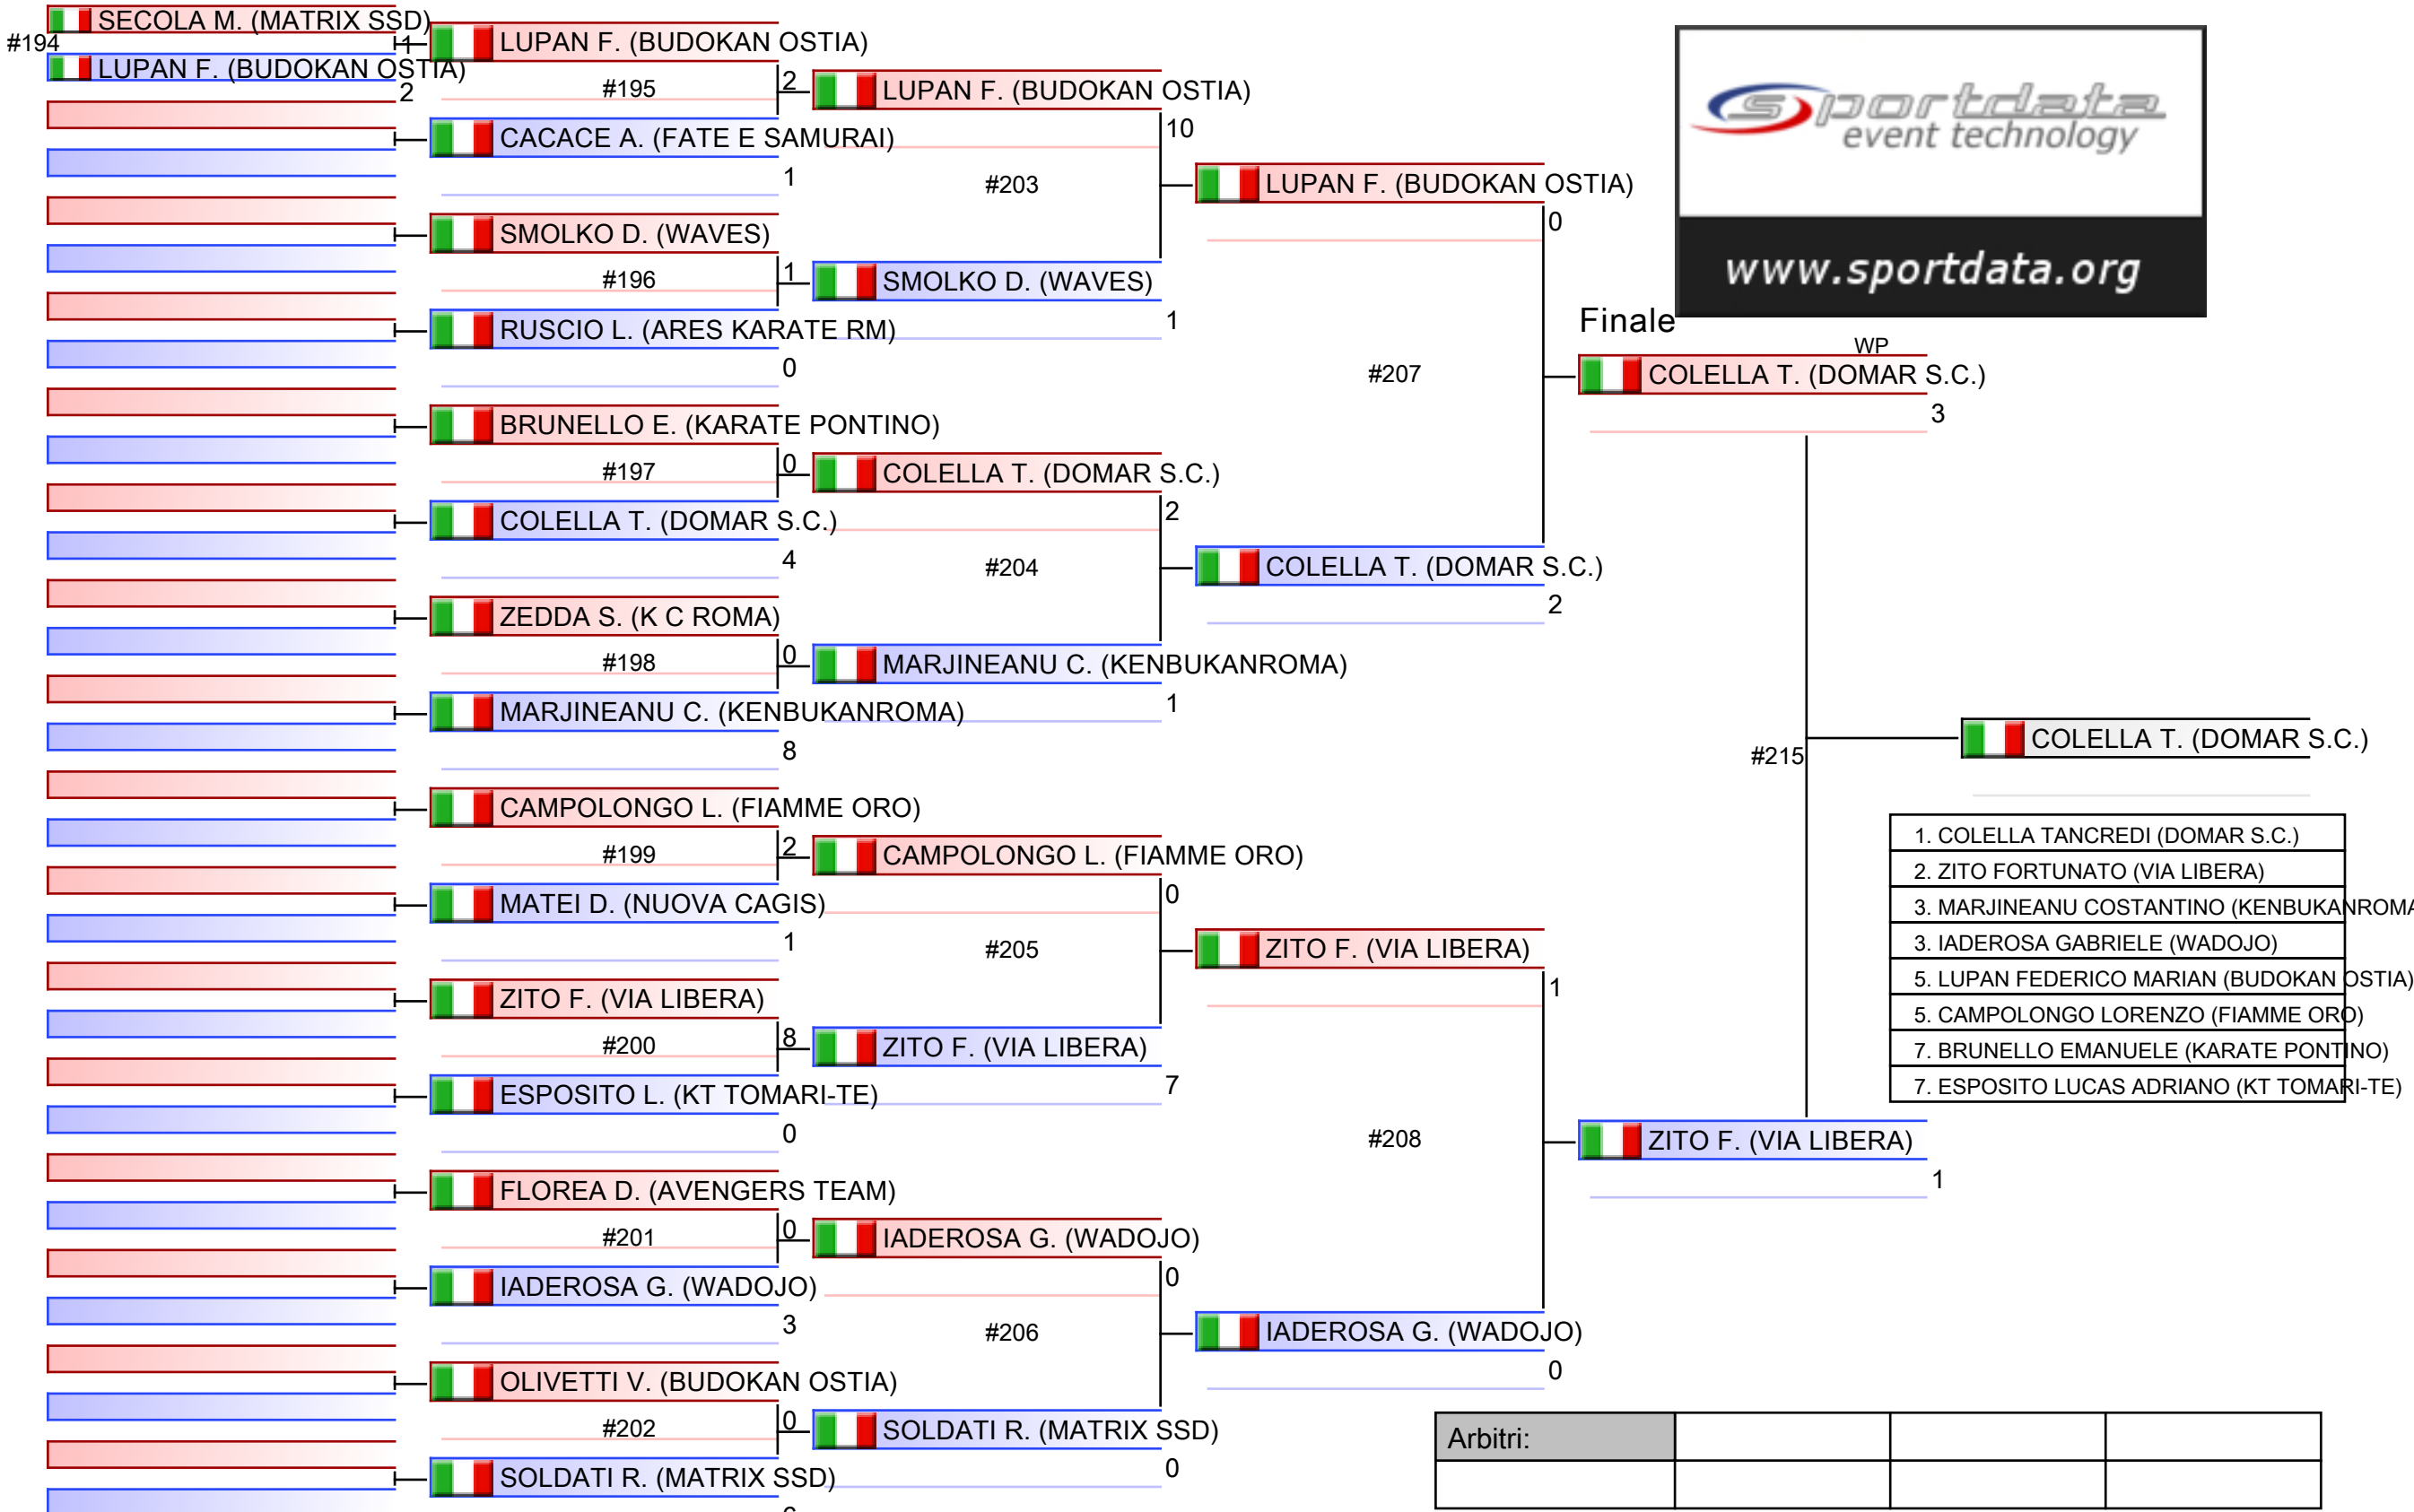 SECOLA M. (MATRIX SSD)
#194
1
LUPAN F. (BUDOKAN OSTIA)
2
LUPAN F. (BUDOKAN OSTIA)
#195
2
CACACE A. (FATE E SAMURAI)
1
SMOLKO D. (WAVES)
#196
1
RUSCIO L. (ARES KARATE RM)
0
BRUNELLO E. (KARATE PONTINO)
#197
0
COLELLA T. (DOMAR S.C.)
4
ZEDDA S. (K C ROMA)
#198
0
MARJINEANU C. (KENBUKANROMA)
8
CAMPOLONGO L. (FIAMME ORO)
#199
2
MATEI D. (NUOVA CAGIS)
1
ZITO F. (VIA LIBERA)
#200
8
ESPOSITO L. (KT TOMARI-TE)
0
FLOREA D. (AVENGERS TEAM)
#201
0
IADEROSA G. (WADOJO)
3
OLIVETTI V. (BUDOKAN OSTIA)
#202
0
SOLDATI R. (MATRIX SSD)
LUPAN F. (BUDOKAN OSTIA)
10
#203
SMOLKO D. (WAVES)
1
COLELLA T. (DOMAR S.C.)
2
#204
MARJINEANU C. (KENBUKANROMA)
1
CAMPOLONGO L. (FIAMME ORO)
0
#205
ZITO F. (VIA LIBERA)
7
IADEROSA G. (WADOJO)
0
#206
SOLDATI R. (MATRIX SSD)
0
LUPAN F. (BUDOKAN OSTIA)
0
#207
COLELLA T. (DOMAR S.C.)
2
ZITO F. (VIA LIBERA)
1
#208
IADEROSA G. (WADOJO)
0
sportdata
event technology
www.sportdata.org
Finale
WP
COLELLA T. (DOMAR S.C.)
3
#215
ZITO F. (VIA LIBERA)
1
COLELLA T. (DOMAR S.C.)
1. COLELLA TANCREDI (DOMAR S.C.)
2. ZITO FORTUNATO (VIA LIBERA)
3. MARJINEANU COSTANTINO (KENBUKANROMA
3. IADEROSA GABRIELE (WADOJO)
5. LUPAN FEDERICO MARIAN (BUDOKAN OSTIA)
5. CAMPOLONGO LORENZO (FIAMME ORO)
7. BRUNELLO EMANUELE (KARATE PONTINO)
7. ESPOSITO LUCAS ADRIANO (KT TOMARI-TE)
Arbitri: